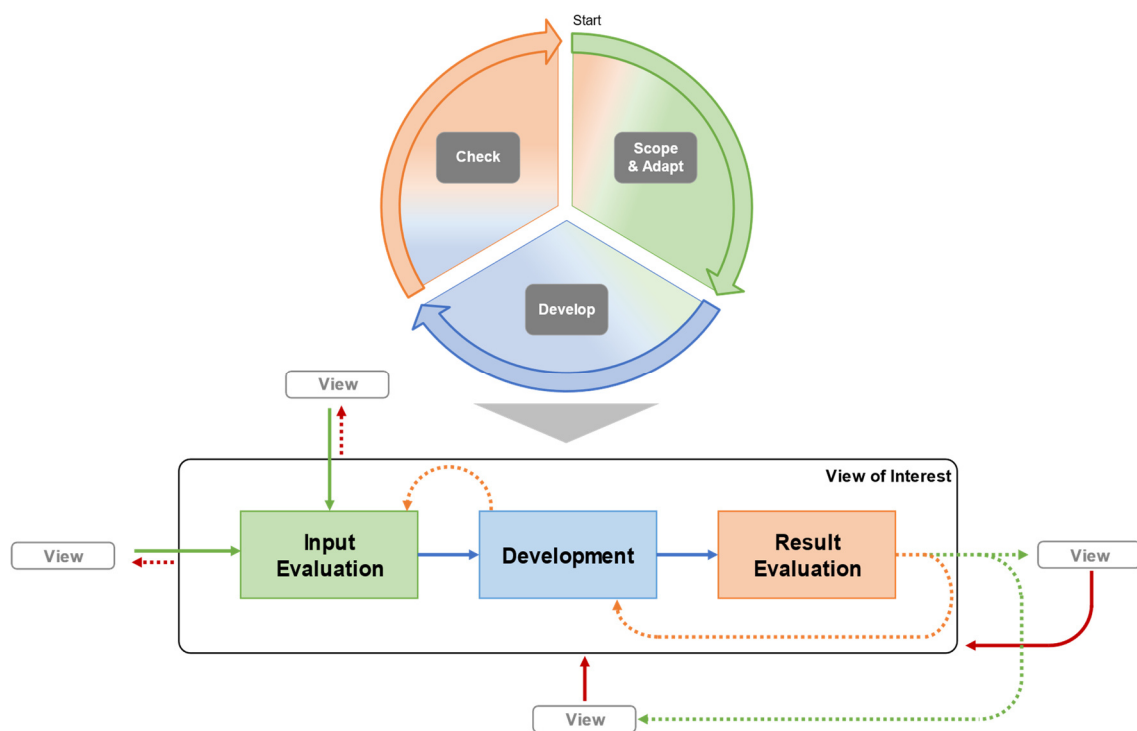 Start
Check
Scope
& Adapt
Develop
View
View of Interest
View
Input
Evaluation
Development
Result
Evaluation
View
View